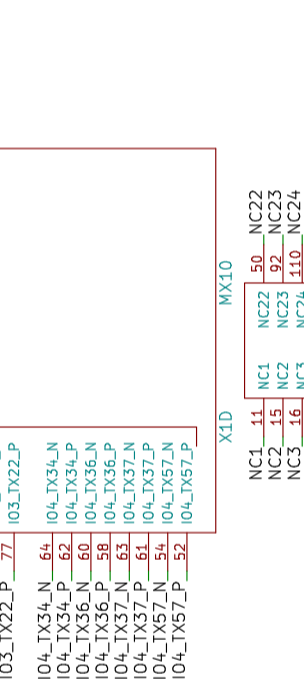 NC22
NC23
NC24
50
92
110
NC22
NC23
NC24
MX10
X1D
NC1
NC2
NC3
11
15
16
NC1
NC2
NC3
IO3_TX22_P
IO4_TX34_N
IO4_TX34_P
IO4_TX36_N
IO4_TX36_P
IO4_TX37_N
IO4_TX37_P
IO4_TX57_N
IO4_TX57_P
77
64
62
60
58
63
61
54
52
IO3_TX22_P
IO4_TX34_N
IO4_TX34_P
IO4_TX36_N
IO4_TX36_P
IO4_TX37_N
IO4_TX37_P
IO4_TX57_N
IO4_TX57_P